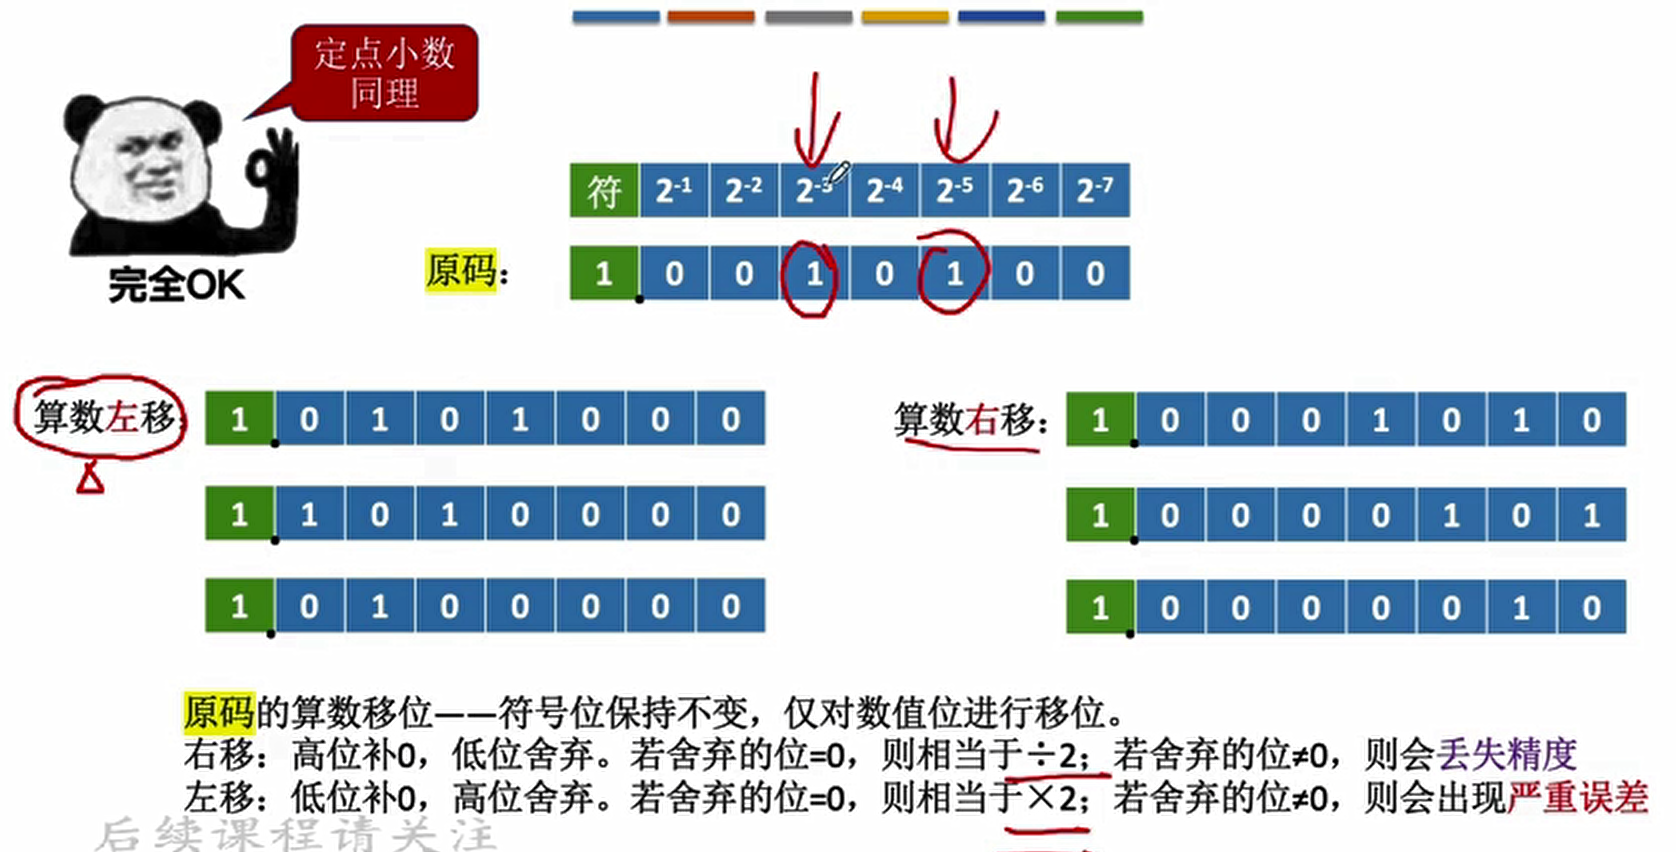 定点小数
同理
完全OK
符 2⁻¹ 2⁻² 2⁻³ 2⁻⁴ 2⁻⁵ 2⁻⁶ 2⁻⁷
原码： 1 0 0 1 0 1 0 0
算数左移： 1 0 1 0 1 0 0 0
1 1 0 1 0 0 0 0
1 0 1 0 0 0 0 0
算数右移： 1 0 0 0 1 0 1 0
1 0 0 0 0 1 0 1
1 0 0 0 0 0 1 0
原码的算数移位——符号位保持不变，仅对数值位进行移位。
右移：高位补0，低位舍弃。若舍弃的位=0，则相当于÷2；若舍弃的位≠0，则会丢失精度
左移：低位补0，高位舍弃。若舍弃的位=0，则相当于×2；若舍弃的位≠0，则会出现严重误差
后续课程请关注